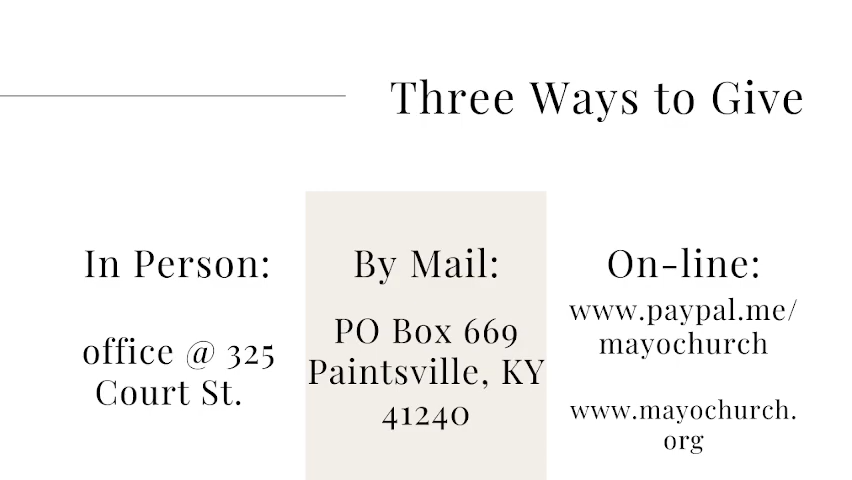 Three Ways to Give
In Person:
office @ 325
Court St.
By Mail:
PO Box 669
Paintsville, KY
41240
On-line:
www.paypal.me/
mayochurch
www.mayochurch.
org